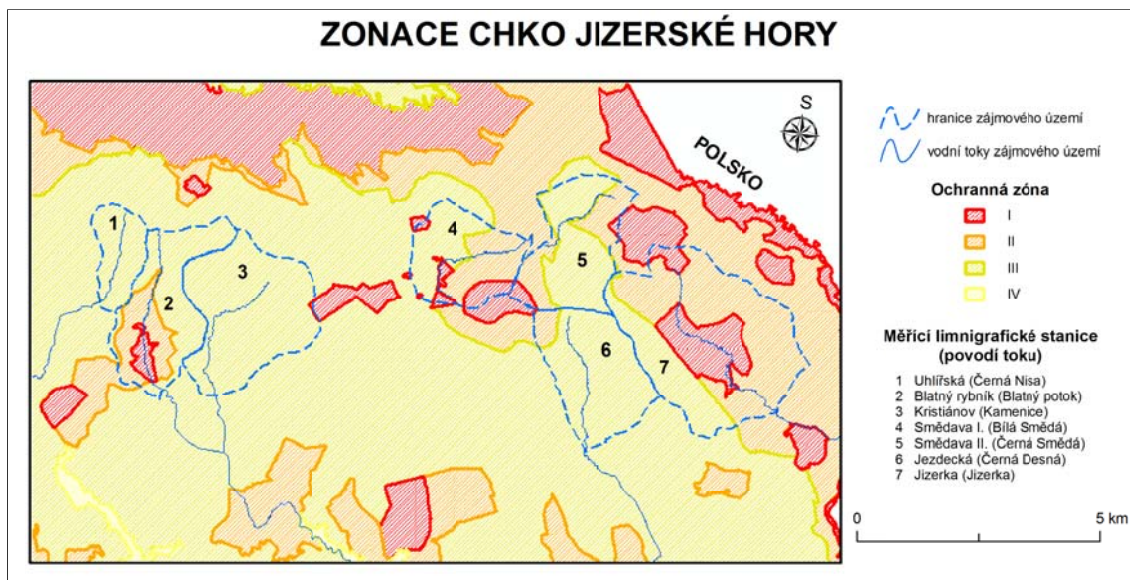 ZONACE CHKO JIZERSKÉ HORY
S
POLSKO
1
2
3
4
5
6
7
hranice zájmového území
vodní toky zájmového území
Ochranná zóna
I
II
III
IV
Měřící limnigrafické stanice
(povodí toku)
1 Uhlířská (Černá Nisa)
2 Blatný rybník (Blatný potok)
3 Kristiánov (Kamenice)
4 Smědava I. (Bílá Smědá)
5 Smědava II. (Černá Smědá)
6 Jezdecká (Černá Desná)
7 Jizerka (Jizerka)
0 5 km